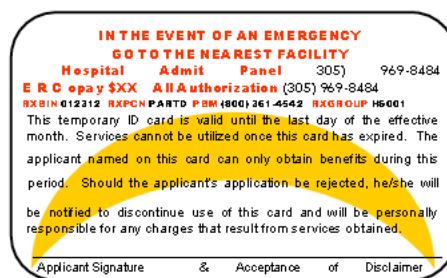 IN THE EVENT OF AN EMERGENCY
GO TO THE NEAREST FACILITY
Hospital Admit Panel 305) 969-8484
ER Copay $XX All Authorization (305) 969-8484
RXBIN 012312 RXPCN PARTD PBM (800) 361-4542 RXGROUP H5001
This temporary ID card is valid until the last day of the effective
month. Services cannot be utilized once this card has expired. The
applicant named on this card can only obtain benefits during this
period. Should the applicant's application be rejected, he/she will
be notified to discontinue use of this card and will be personally
responsible for any charges that result from services obtained.
Applicant Signature & Acceptance of Disclaimer